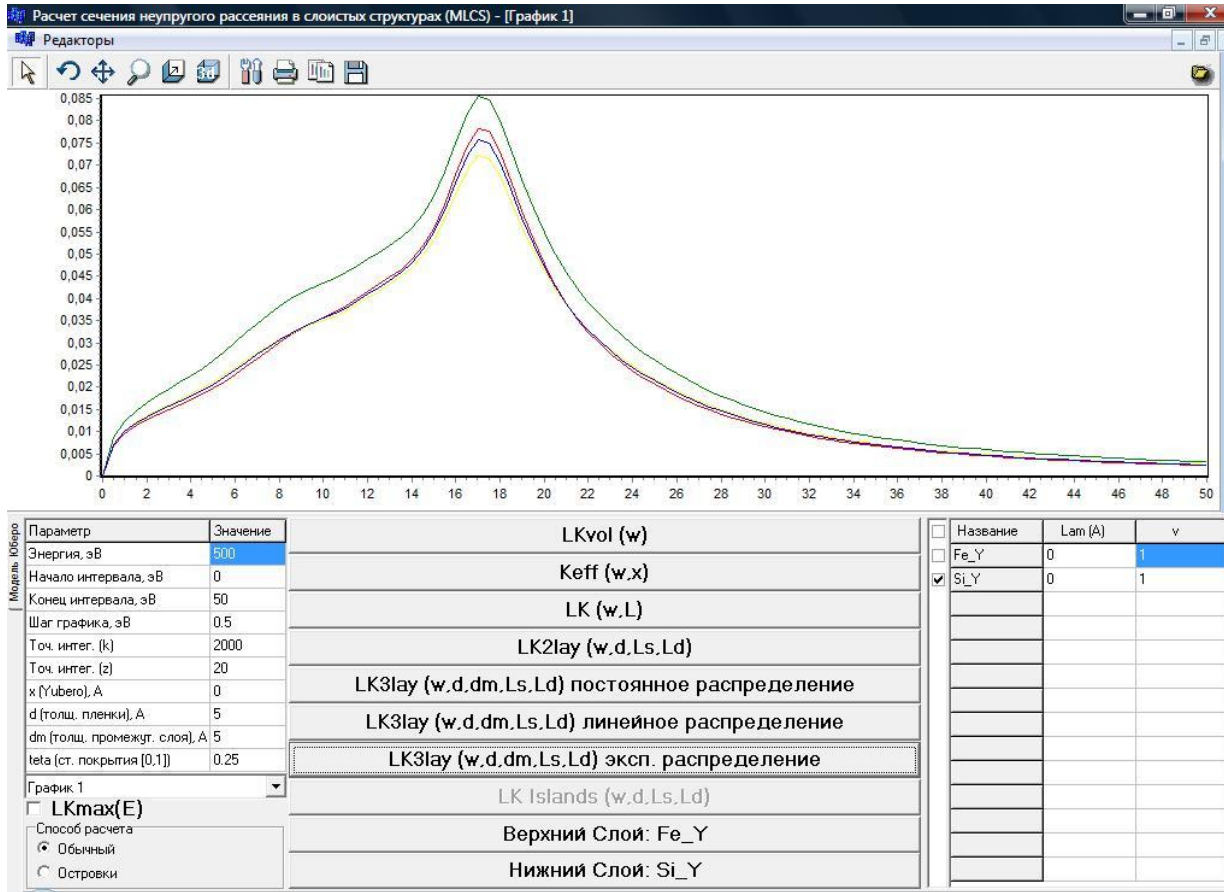 Расчет сечения неупругого рассеяния в слоистых структурах (MLCS) - [График 1]
Редакторы
0,085
0,08
0,075
0,07
0,065
0,06
0,055
0,05
0,045
0,04
0,035
0,03
0,025
0,02
0,015
0,01
0,005
0
0 2 4 6 8 10 12 14 16 18 20 22 24 26 28 30 32 34 36 38 40 42 44 46 48 50
Модель Юберо
Параметр Значение
Энергия, эВ 500
Начало интервала, эВ 0
Конец интервала, эВ 50
Шаг графика, эВ 0.5
Точ. интег. (k) 2000
Точ. интег. (z) 20
x (Yubero), A 0
d (толщ. пленки), A 5
dm (толщ. промежут. слоя), A 5
teta (ст. покрытия [0,1]) 0.25
График 1
LKmax(E)
Способ расчета
Обычный
Островки
LKvol (w)
Keff (w,x)
LK (w,L)
LK2lay (w,d,Ls,Ld)
LK3lay (w,d,dm,Ls,Ld) постоянное распределение
LK3lay (w,d,dm,Ls,Ld) линейное распределение
LK3lay (w,d,dm,Ls,Ld) эксп. распределение
LK Islands (w,d,Ls,Ld)
Верхний Слой: Fe_Y
Нижний Слой: Si_Y
Название Lam (A) v
Fe_Y 0 1
Si_Y 0 1